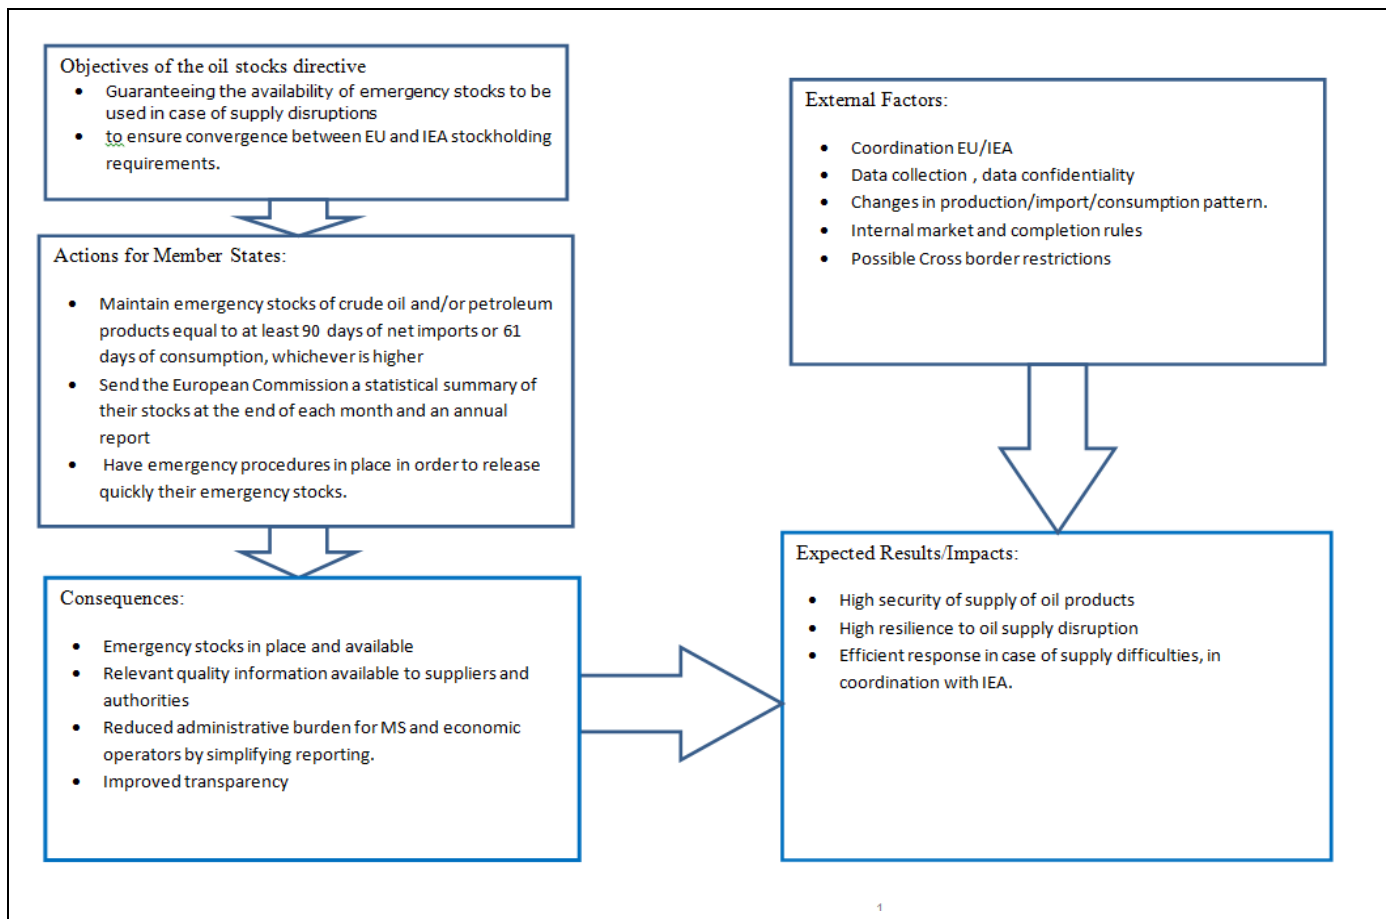 Objectives of the oil stocks directive
• Guaranteeing the availability of emergency stocks to be
used in case of supply disruptions
• to ensure convergence between EU and IEA stockholding
requirements.
Actions for Member States:
• Maintain emergency stocks of crude oil and/or petroleum
products equal to at least 90 days of net imports or 61
days of consumption, whichever is higher
• Send the European Commission a statistical summary of
their stocks at the end of each month and an annual
report
• Have emergency procedures in place in order to release
quickly their emergency stocks.
Consequences:
• Emergency stocks in place and available
• Relevant quality information available to suppliers and
authorities
• Reduced administrative burden for MS and economic
operators by simplifying reporting.
• Improved transparency
External Factors:
• Coordination EU/IEA
• Data collection , data confidentiality
• Changes in production/import/consumption pattern.
• Internal market and completion rules
• Possible Cross border restrictions
Expected Results/Impacts:
• High security of supply of oil products
• High resilience to oil supply disruption
• Efficient response in case of supply difficulties, in
coordination with IEA.
1